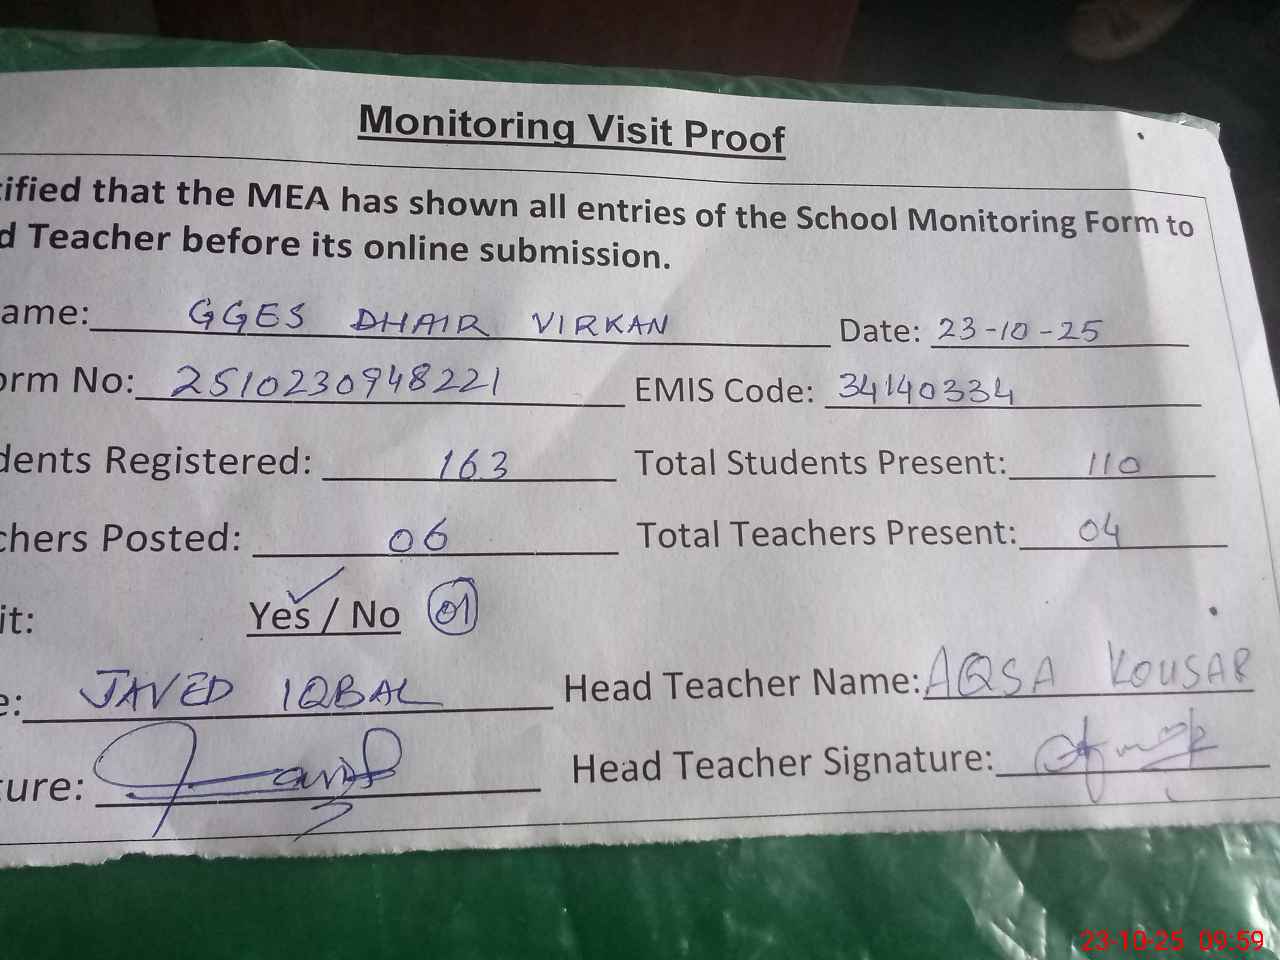 Monitoring Visit Proof
ified that the MEA has shown all entries of the School Monitoring Form to
d Teacher before its online submission.
ame: GGES DHAIR VIRKAN Date: 23-10-25
orm No: 2510230948221 EMIS Code: 34140334
dents Registered: 163 Total Students Present: 110
chers Posted: 06 Total Teachers Present: 04
it: Yes / No 01
e: JAVED IQBAL Head Teacher Name: AQSA KOUSAR
ture: Head Teacher Signature:
23-10-25 09:59